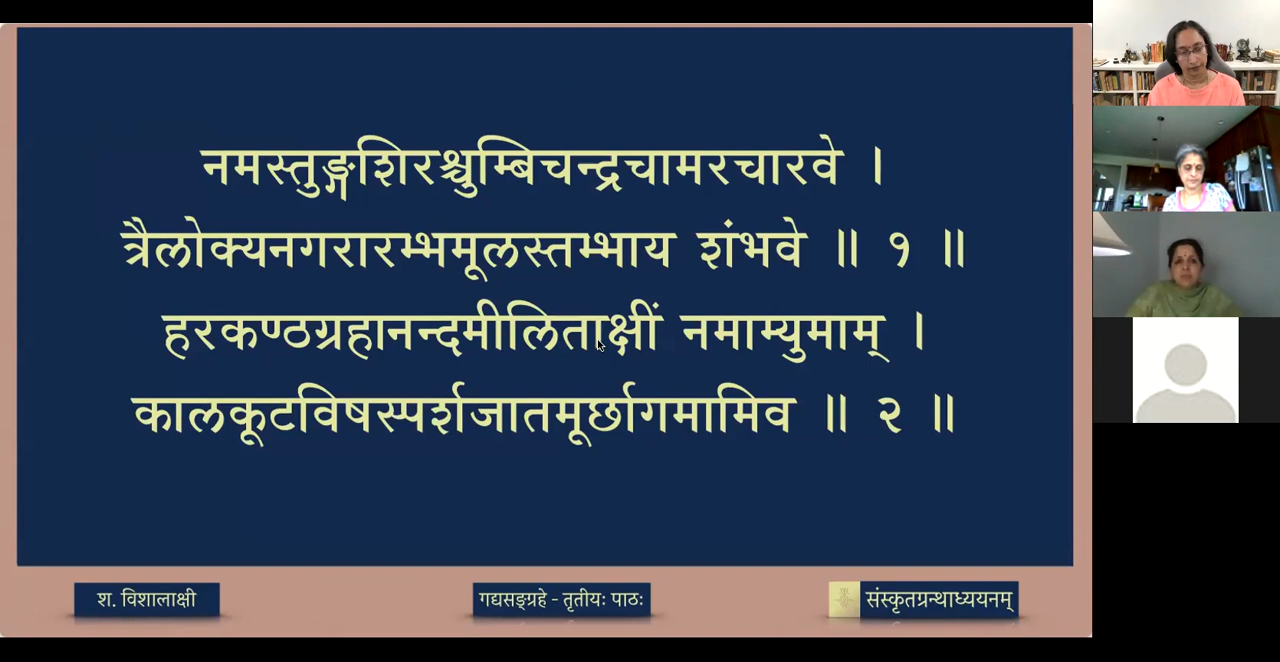 नमस्तुङ्गशिरश्चुम्बिचन्द्रचामरचारवे ।
त्रैलोक्यनगरारम्भमूलस्तम्भाय शंभवे ॥ १ ॥
हरकण्ठग्रहानन्दमीलिताक्षीं नमाम्युमाम् ।
कालकूटविषस्पर्शजातमूर्छागमामिव ॥ २ ॥
श. विशालाक्षी
गद्यसङ्ग्रहे - तृतीयः पाठः
संस्कृतग्रन्थाध्ययनम्